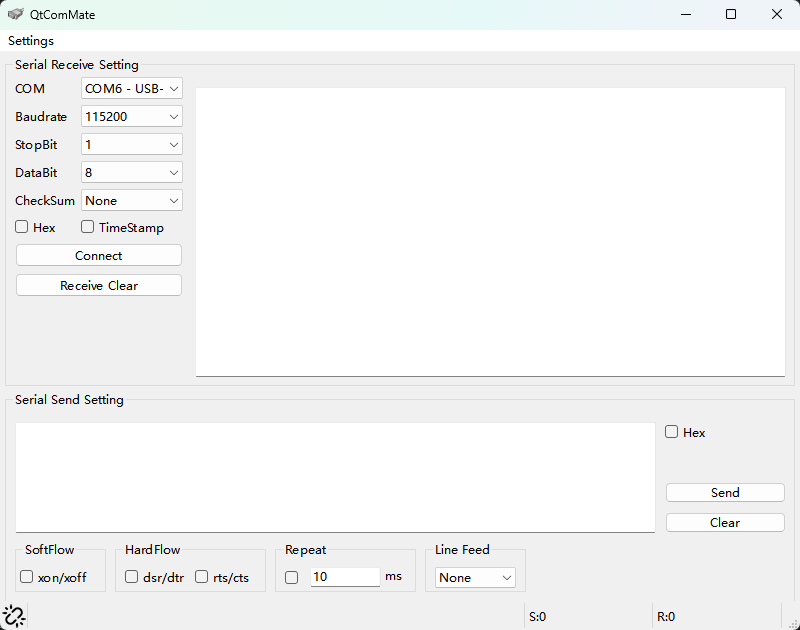 QtComMate
Settings
Serial Receive Setting
COM COM6 - USB-
Baudrate 115200
StopBit 1
DataBit 8
CheckSum None
Hex TimeStamp
Connect
Receive Clear
Serial Send Setting
Hex
Send
Clear
SoftFlow HardFlow Repeat Line Feed
xon/xoff dsr/dtr rts/cts 10 ms None
S:0 R:0